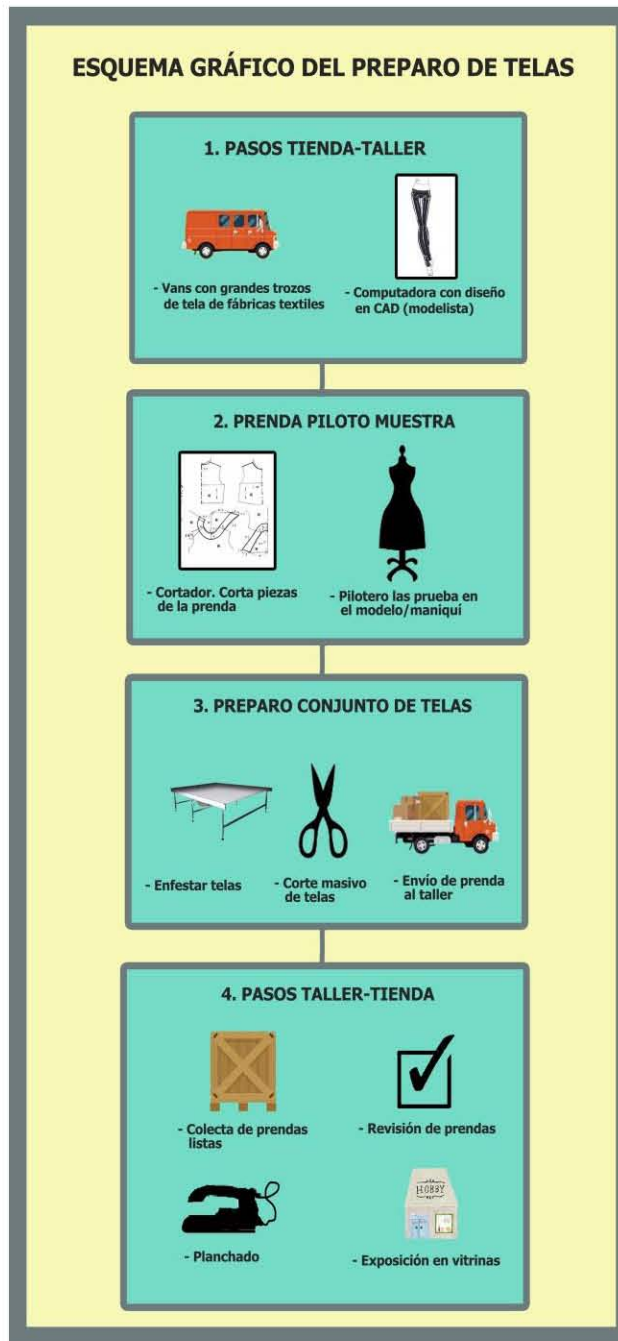 ESQUEMA GRÁFICO DEL PREPARO DE TELAS
1. PASOS TIENDA-TALLER
- Vans con grandes trozos
de tela de fábricas textiles
- Computadora con diseño
en CAD (modelista)
2. PRENDA PILOTO MUESTRA
- Cortador. Corta piezas
de la prenda
- Pilotero las prueba en
el modelo/maniquí
3. PREPARO CONJUNTO DE TELAS
- Enfestar telas
- Corte masivo
de telas
- Envío de prenda
al taller
4. PASOS TALLER-TIENDA
- Colecta de prendas
listas
- Revisión de prendas
- Planchado
HOBBY
- Exposición en vitrinas